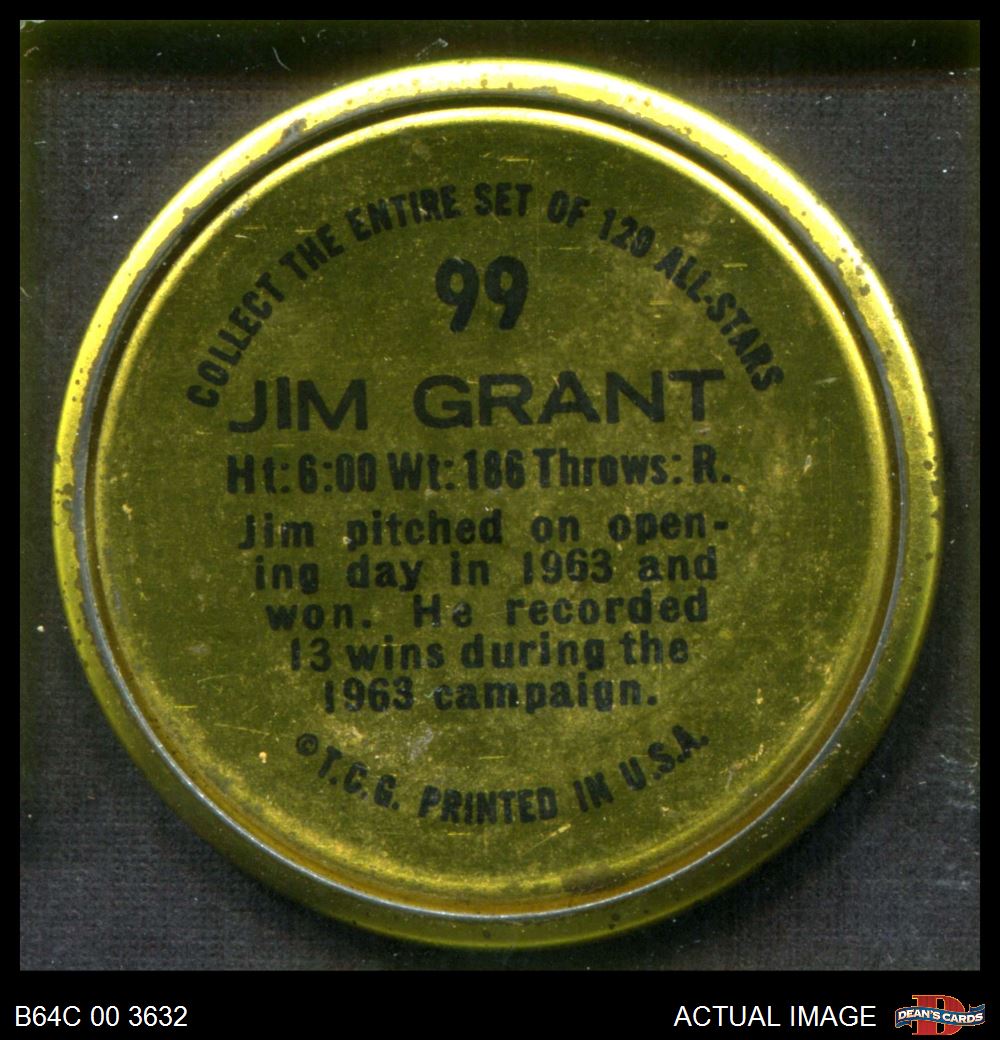 COLLECT THE ENTIRE SET OF 120 ALL-STARS
99
JIM GRANT
Ht: 6:00 Wt: 186 Throws: R.
Jim pitched on open-
ing day in 1963 and
won. He recorded
13 wins during the
1963 campaign.
© T.C.G. PRINTED IN U.S.A.
B64C 00 3632
ACTUAL IMAGE
D
DEAN'S CARDS